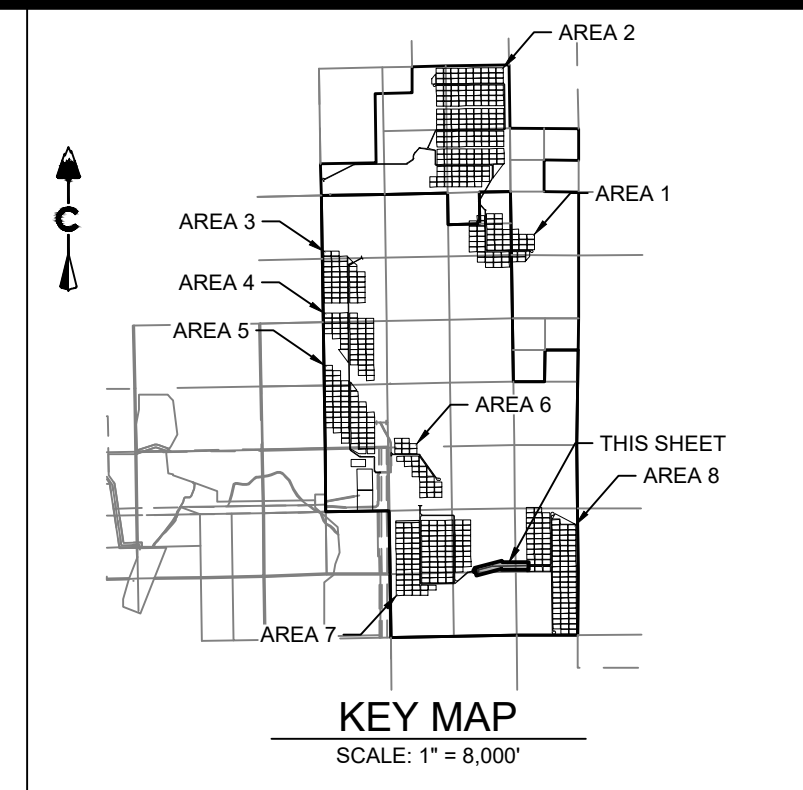 AREA 2
AREA 1
AREA 3
AREA 4
AREA 5
AREA 6
THIS SHEET
AREA 8
AREA 7
C
KEY MAP
SCALE: 1" = 8,000'